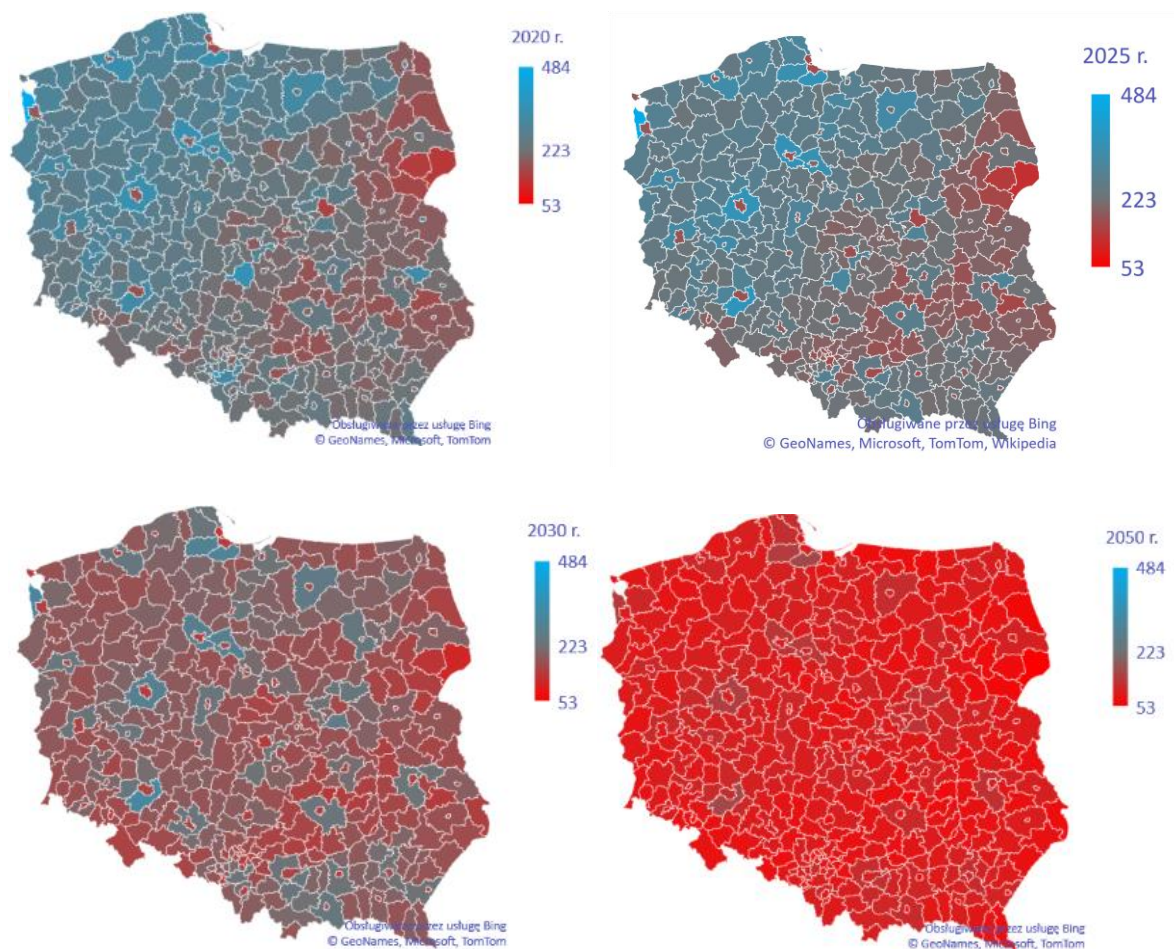 2020 r.
484
223
53
Obsługiwane przez usługę Bing
© GeoNames, Microsoft, TomTom
2025 r.
484
223
53
Obsługiwane przez usługę Bing
© GeoNames, Microsoft, TomTom, Wikipedia
2030 r.
484
223
53
Obsługiwane przez usługę Bing
© GeoNames, Microsoft, TomTom
2050 r.
484
223
53
Obsługiwane przez usługę Bing
© GeoNames, Microsoft, TomTom